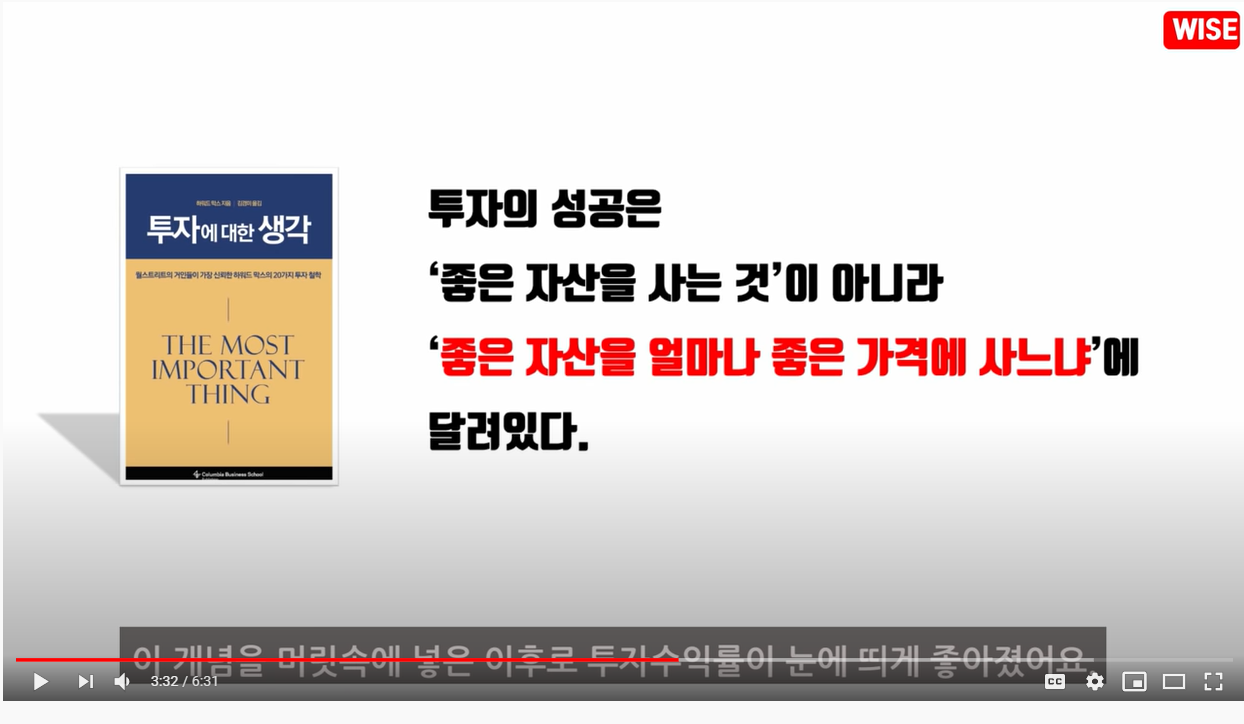 WISE
하워드 막스 지음 | 김경미 옮김
투자에 대한 생각
월스트리트의 거인들이 가장 신뢰한 하워드 막스의 20가지 투자 철학
THE MOST
IMPORTANT
THING
Columbia Business School
투자의 성공은
‘좋은 자산을 사는 것’이 아니라
‘좋은 자산을 얼마나 좋은 가격에 사느냐’에
달려있다.
이 개념을 머릿속에 넣은 이후로 투자수익률이 눈에 띄게 좋아졌어요.
3:32 / 6:31
CC